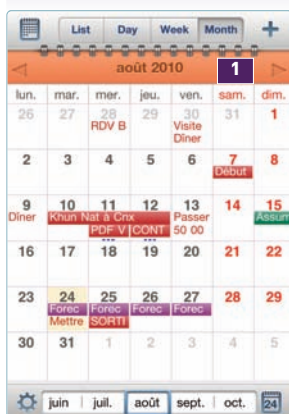 List Day Week Month +
août 2010 1
lun. mar. mer. jeu. ven. sam. dim.
26 27 28 29 30 31 1
RDV B Visite
Dîner
2 3 4 5 6 7 8
Début
9 10 11 12 13 14 15
Dîner Khun Nat à Cnx Passer Assum
PDF V CONT 50 00
16 17 18 19 20 21 22
23 24 25 26 27 28 29
Forec Forec Forec Forec
Mettre SORTI
30 31 1 2 3 4 5
juin juil. août sept. oct. 24